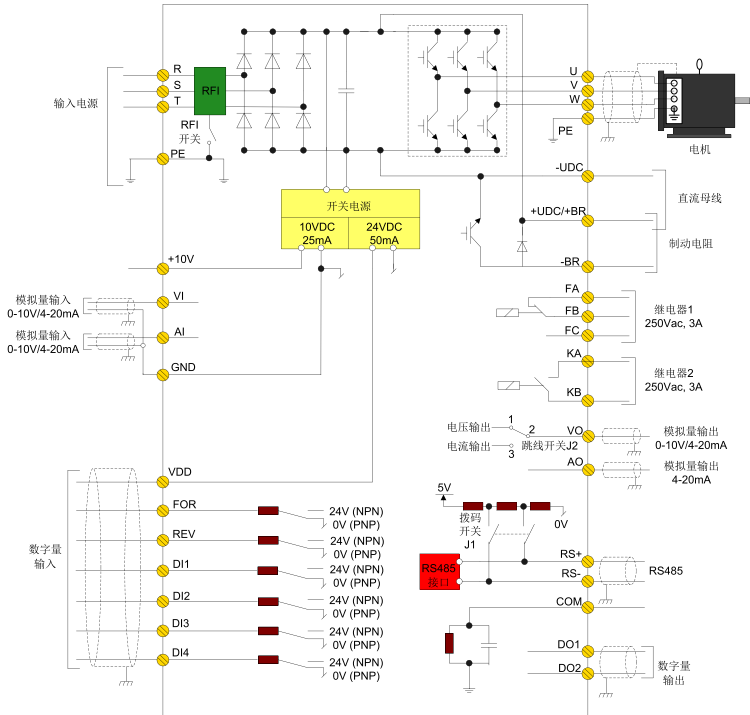 输入电源
R
S
T
RFI
RFI
开关
PE
开关电源
10VDC
25mA
24VDC
50mA
+10V
模拟量输入
0-10V/4-20mA
VI
模拟量输入
0-10V/4-20mA
AI
GND
数字量
输入
VDD
FOR
24V (NPN)
0V (PNP)
REV
24V (NPN)
0V (PNP)
DI1
24V (NPN)
0V (PNP)
DI2
24V (NPN)
0V (PNP)
DI3
24V (NPN)
0V (PNP)
DI4
24V (NPN)
0V (PNP)
U
V
W
PE
电机
-UDC
直流母线
+UDC/+BR
制动电阻
-BR
FA
FB
FC
继电器1
250Vac, 3A
KA
KB
继电器2
250Vac, 3A
电压输出
1
2
电流输出
3
跳线开关J2
VO
模拟量输出
0-10V/4-20mA
AO
模拟量输出
4-20mA
5V
拨码
开关
J1
0V
RS485
接口
RS+
RS-
RS485
COM
DO1
DO2
数字量
输出